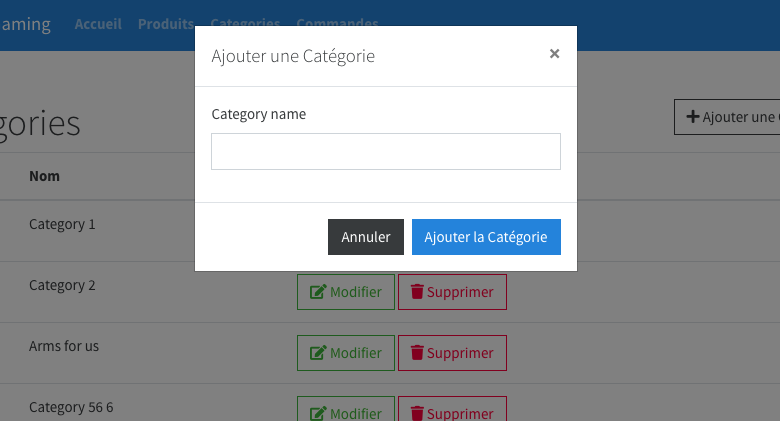 aming Accueil Produits Categories Commandes
Ajouter une Catégorie ×
gories
Category name
Ajouter une
Nom
Category 1
Annuler Ajouter la Catégorie
Category 2 Modifier Supprimer
Arms for us Modifier Supprimer
Category 56 6 Modifier Supprimer